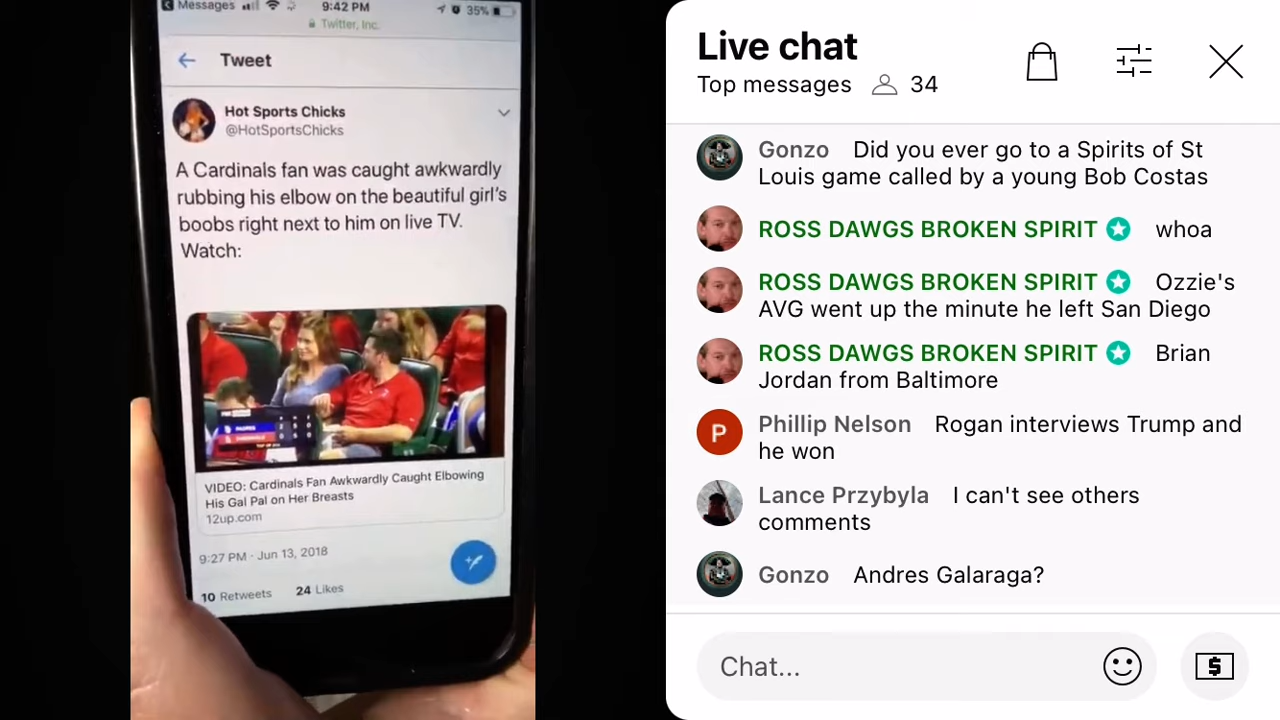 Messages
9:42 PM
35%
Twitter, Inc.
Tweet
Hot Sports Chicks
@HotSportsChicks
A Cardinals fan was caught awkwardly
rubbing his elbow on the beautiful girl's
boobs right next to him on live TV.
Watch:
PADRES
CARDINALS
VIDEO: Cardinals Fan Awkwardly Caught Elbowing
His Gal Pal on Her Breasts
12up.com
9:27 PM · Jun 13, 2018
10 Retweets 24 Likes
Live chat
Top messages 34
Gonzo Did you ever go to a Spirits of St
Louis game called by a young Bob Costas
ROSS DAWGS BROKEN SPIRIT whoa
ROSS DAWGS BROKEN SPIRIT Ozzie's
AVG went up the minute he left San Diego
ROSS DAWGS BROKEN SPIRIT Brian
Jordan from Baltimore
P
Phillip Nelson Rogan interviews Trump and
he won
Lance Przybyla I can't see others
comments
Gonzo Andres Galaraga?
Chat...
$